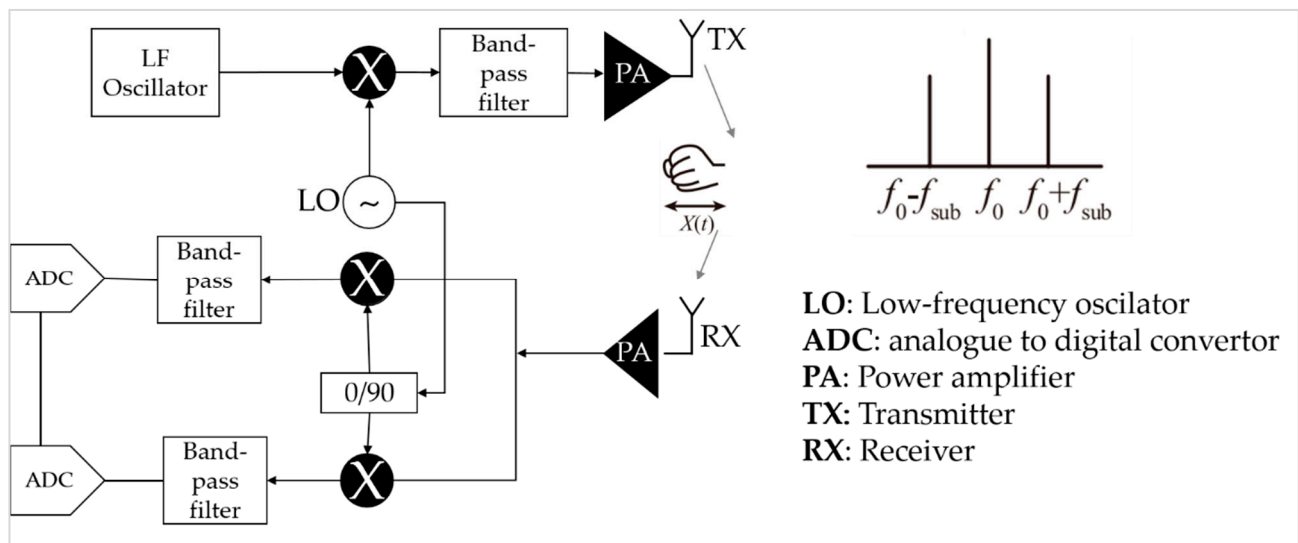 LF
Oscillator
X
Band-
pass
filter
PA
TX
LO
~
X(t)
f0-fsub f0 f0+fsub
ADC
Band-
pass
filter
X
0/90
PA
RX
ADC
Band-
pass
filter
X
LO: Low-frequency oscilator
ADC: analogue to digital convertor
PA: Power amplifier
TX: Transmitter
RX: Receiver